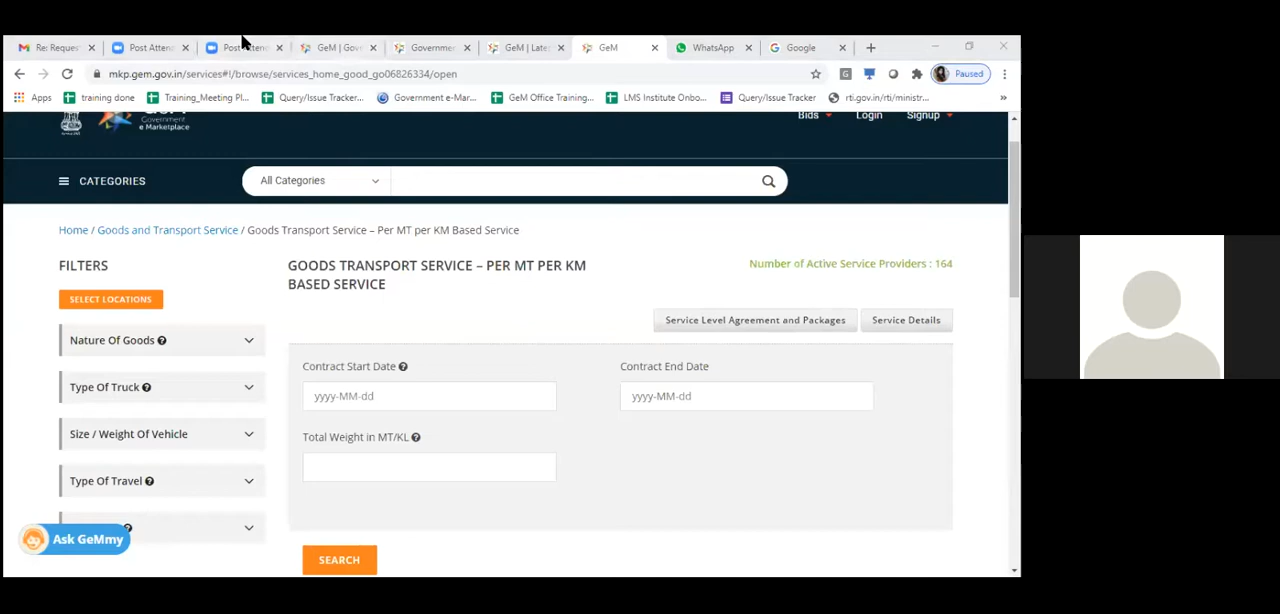 Re: Reques
Post Atten
Post Attend
GeM | Gov
Governme
GeM | Late
GeM
WhatsApp
Google
mkp.gem.gov.in/services#!/browse/services_home_good_go06826334/open
Paused
Apps
training done
Training_Meeting Pl...
Query/Issue Tracker...
Government e-Mar...
GeM Office Training...
LMS Institute Onbo...
Query/Issue Tracker
rti.gov.in/rti/ministr...
»
Government
e Marketplace
Bids
Login
Signup
CATEGORIES
All Categories
Home / Goods and Transport Service / Goods Transport Service – Per MT per KM Based Service
FILTERS
SELECT LOCATIONS
Nature Of Goods
Type Of Truck
Size / Weight Of Vehicle
Type Of Travel
Ask GeMmy
GOODS TRANSPORT SERVICE – PER MT PER KM
BASED SERVICE
Number of Active Service Providers : 164
Service Level Agreement and Packages
Service Details
Contract Start Date
Contract End Date
yyyy-MM-dd
yyyy-MM-dd
Total Weight in MT/KL
SEARCH